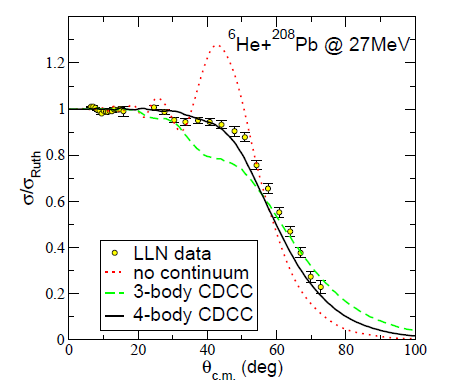 ⁶He+²⁰⁸Pb @ 27MeV
1.2
1
0.8
0.6
0.4
0.2
0
σ/σRuth
LLN data
no continuum
3-body CDCC
4-body CDCC
0 20 40 60 80 100
θc.m. (deg)